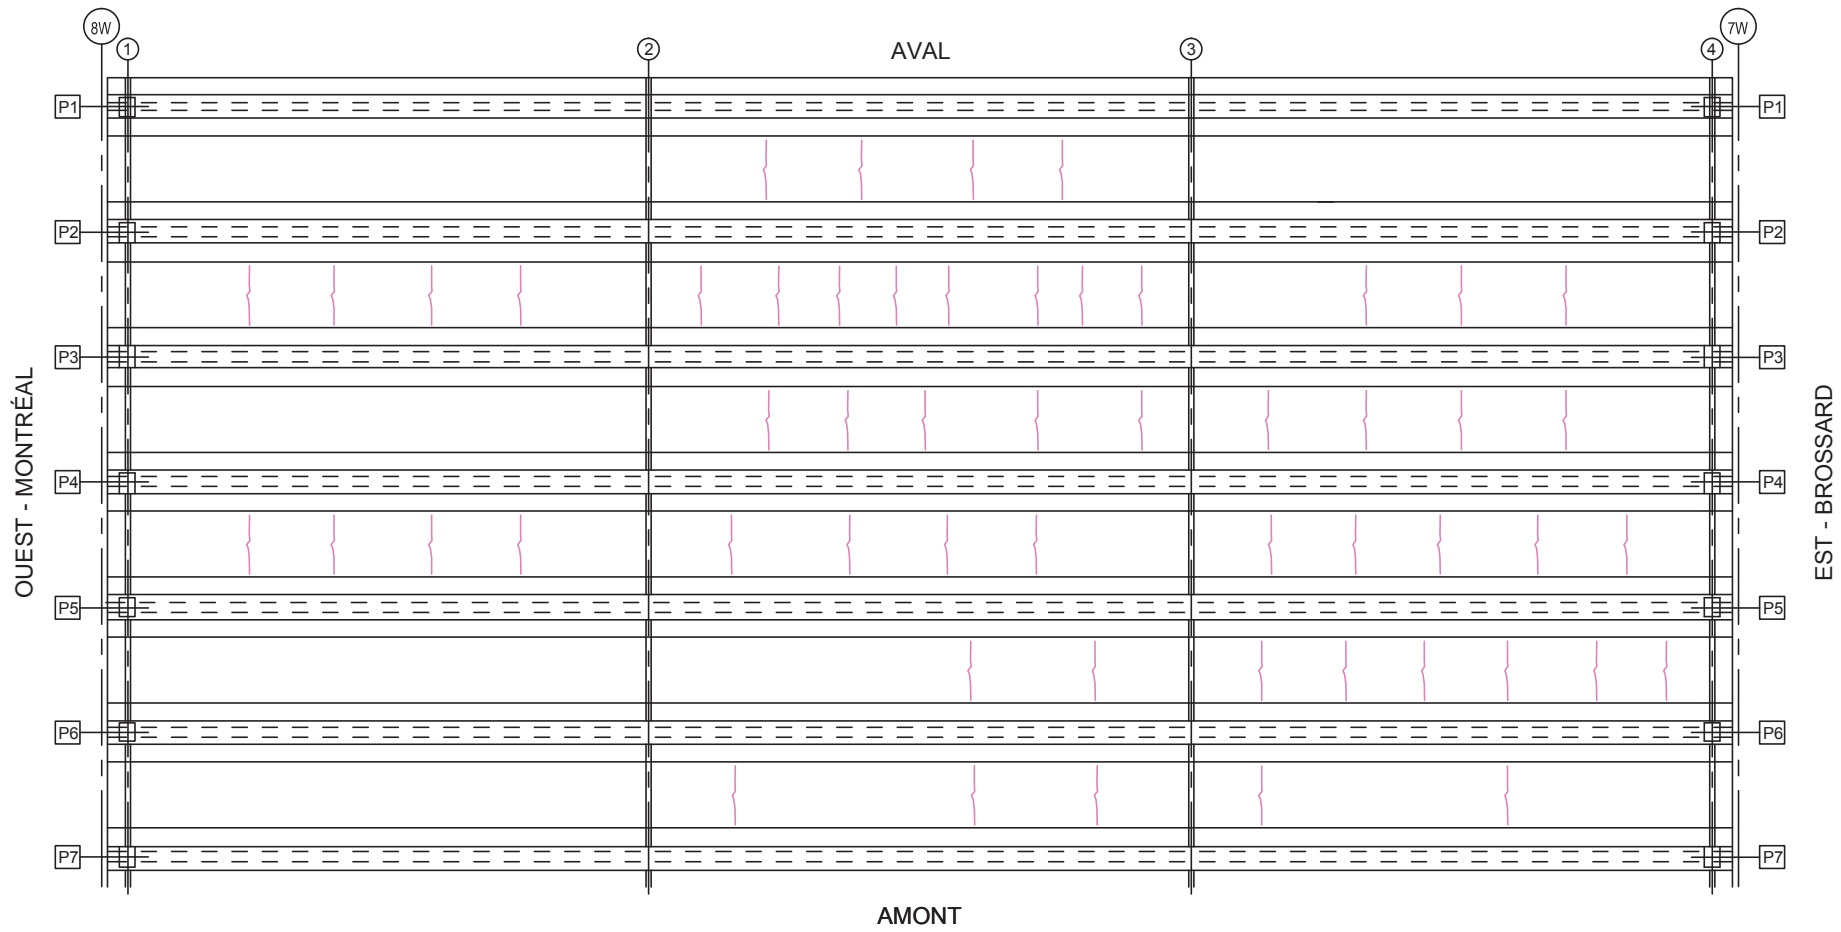 8W
7W
1
2
AVAL
3
4
P1
P1
P2
P2
P3
P3
OUEST - MONTRÉAL
EST - BROSSARD
P4
P4
P5
P5
P6
P6
P7
P7
AMONT